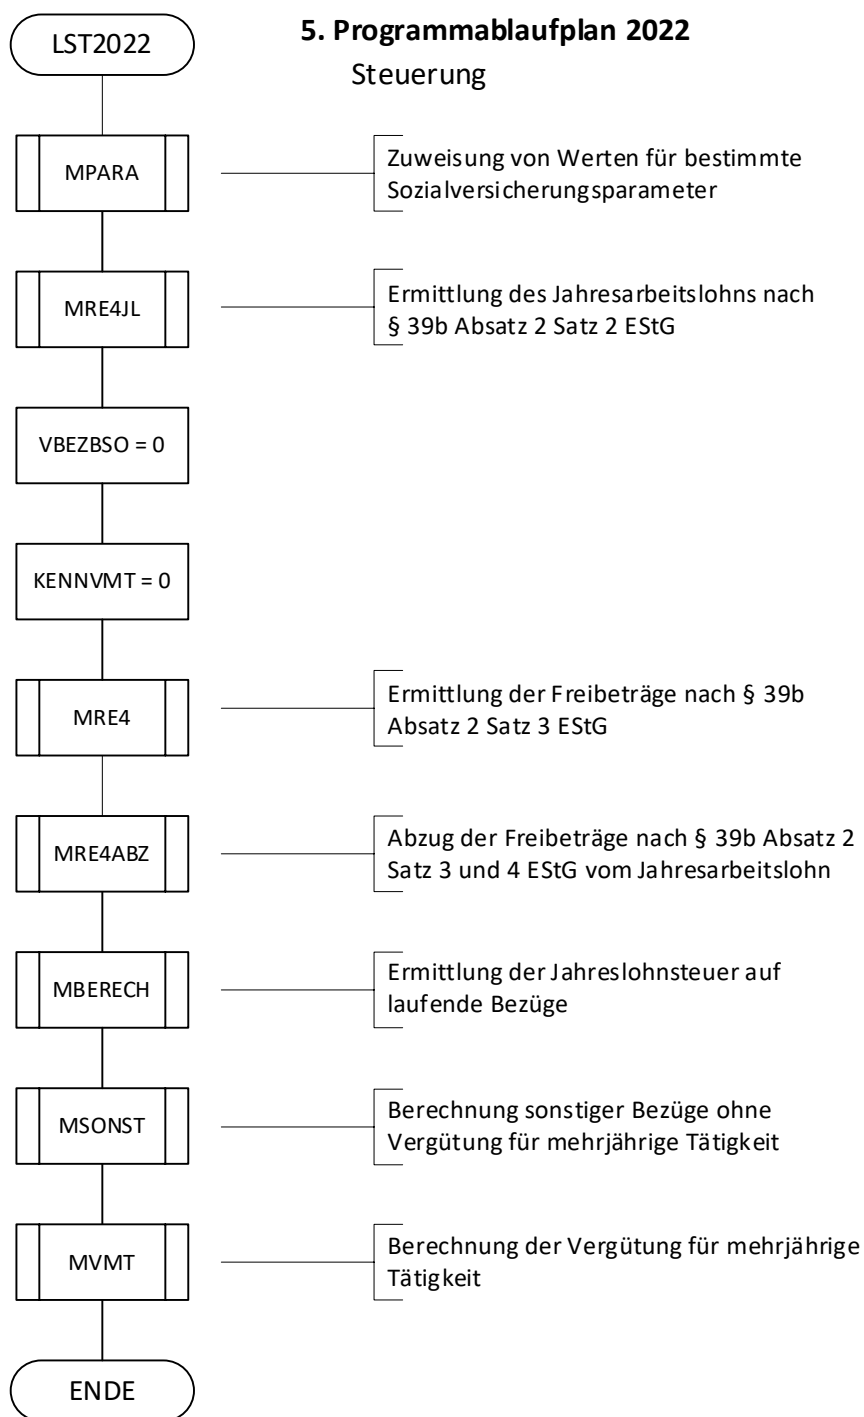 5. Programmablaufplan 2022
Steuerung
LST2022
MPARA
Zuweisung von Werten für bestimmte
Sozialversicherungsparameter
MRE4JL
Ermittlung des Jahresarbeitslohns nach
§ 39b Absatz 2 Satz 2 EStG
VBEZBSO = 0
KENNVMT = 0
MRE4
Ermittlung der Freibeträge nach § 39b
Absatz 2 Satz 3 EStG
MRE4ABZ
Abzug der Freibeträge nach § 39b Absatz 2
Satz 3 und 4 EStG vom Jahresarbeitslohn
MBERECH
Ermittlung der Jahreslohnsteuer auf
laufende Bezüge
MSONST
Berechnung sonstiger Bezüge ohne
Vergütung für mehrjährige Tätigkeit
MVMT
Berechnung der Vergütung für mehrjährige
Tätigkeit
ENDE